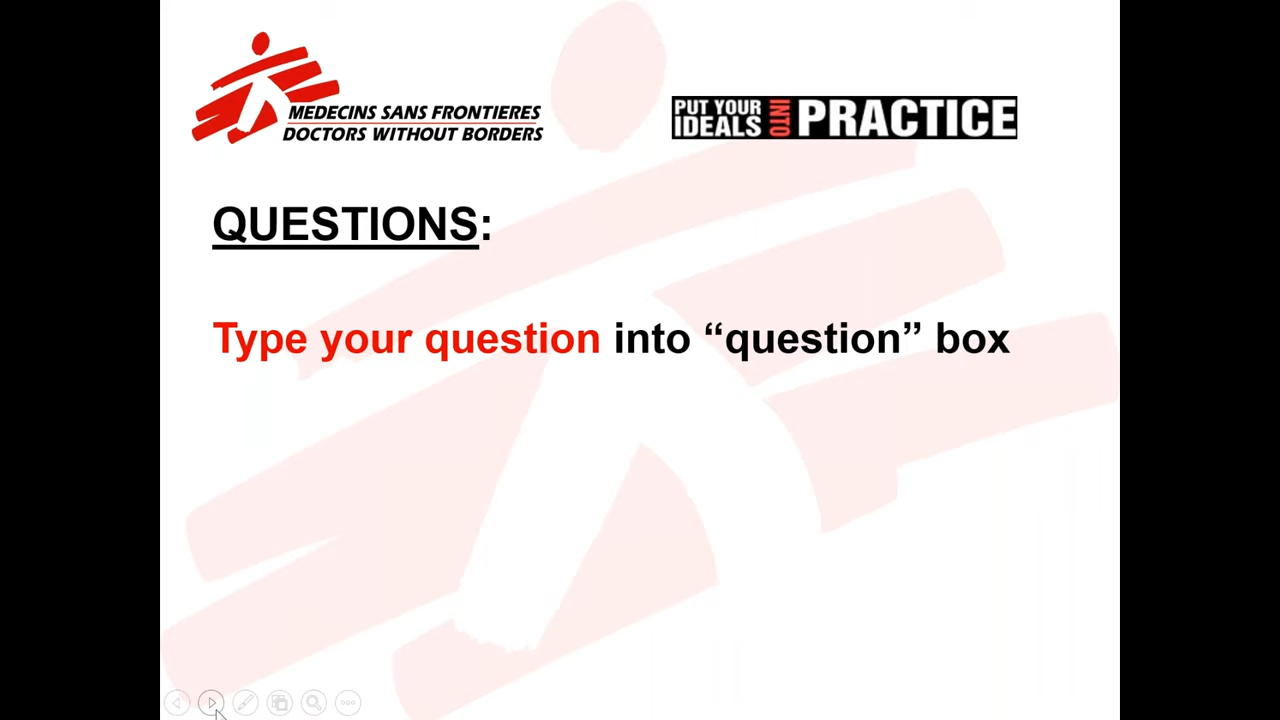 MEDECINS SANS FRONTIERES
DOCTORS WITHOUT BORDERS
PUT YOUR IDEALS INTO PRACTICE
QUESTIONS:
Type your question into “question” box